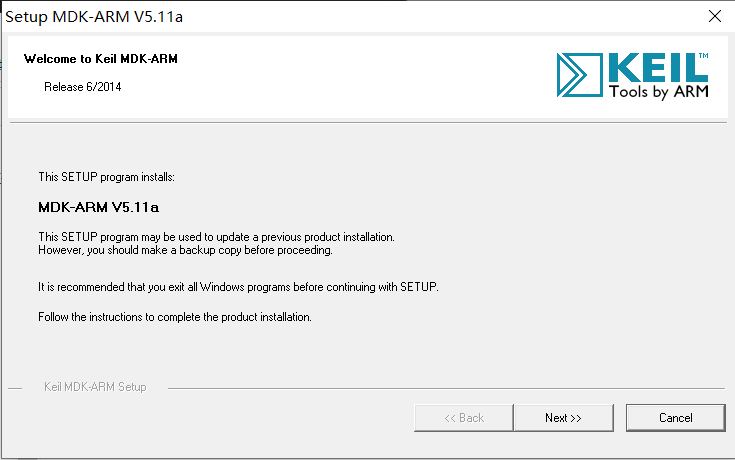 Setup MDK-ARM V5.11a
Welcome to Keil MDK-ARM
Release 6/2014
KEIL™
Tools by ARM
This SETUP program installs:
MDK-ARM V5.11a
This SETUP program may be used to update a previous product installation.
However, you should make a backup copy before proceeding.
It is recommended that you exit all Windows programs before continuing with SETUP.
Follow the instructions to complete the product installation.
Keil MDK-ARM Setup
<< Back
Next >>
Cancel